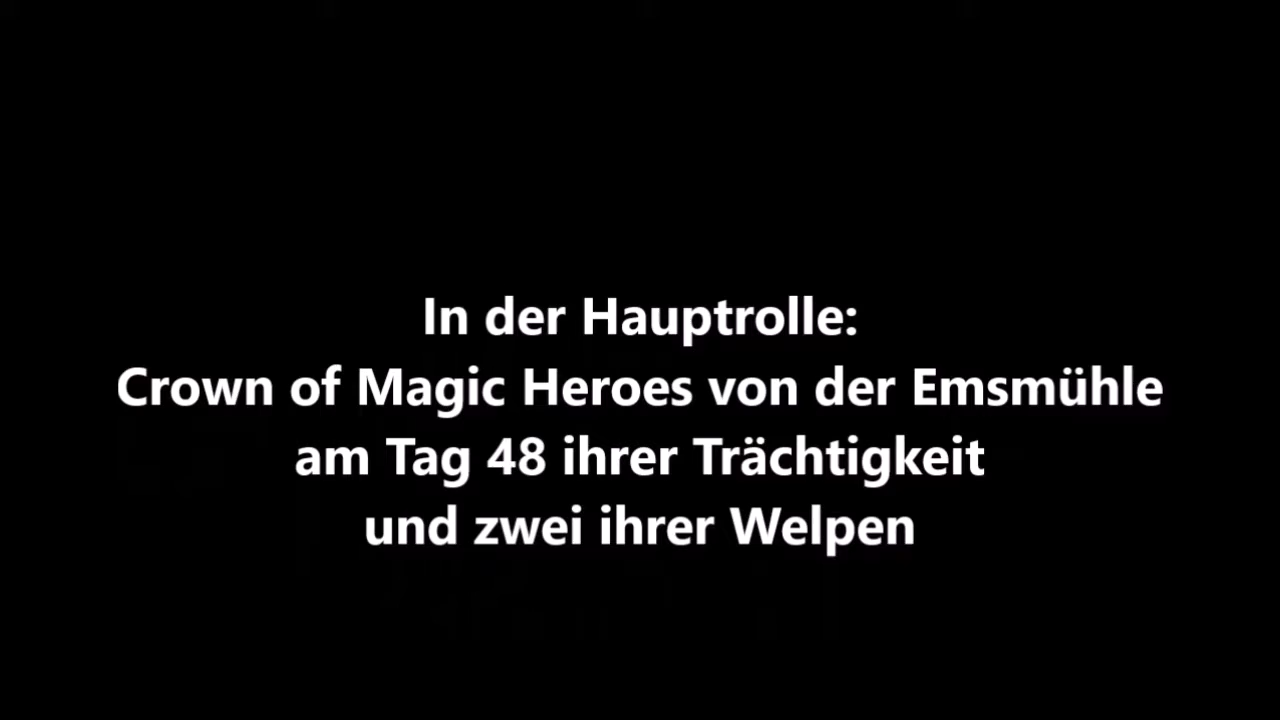 In der Hauptrolle:
Crown of Magic Heroes von der Emsmühle
am Tag 48 ihrer Trächtigkeit
und zwei ihrer Welpen